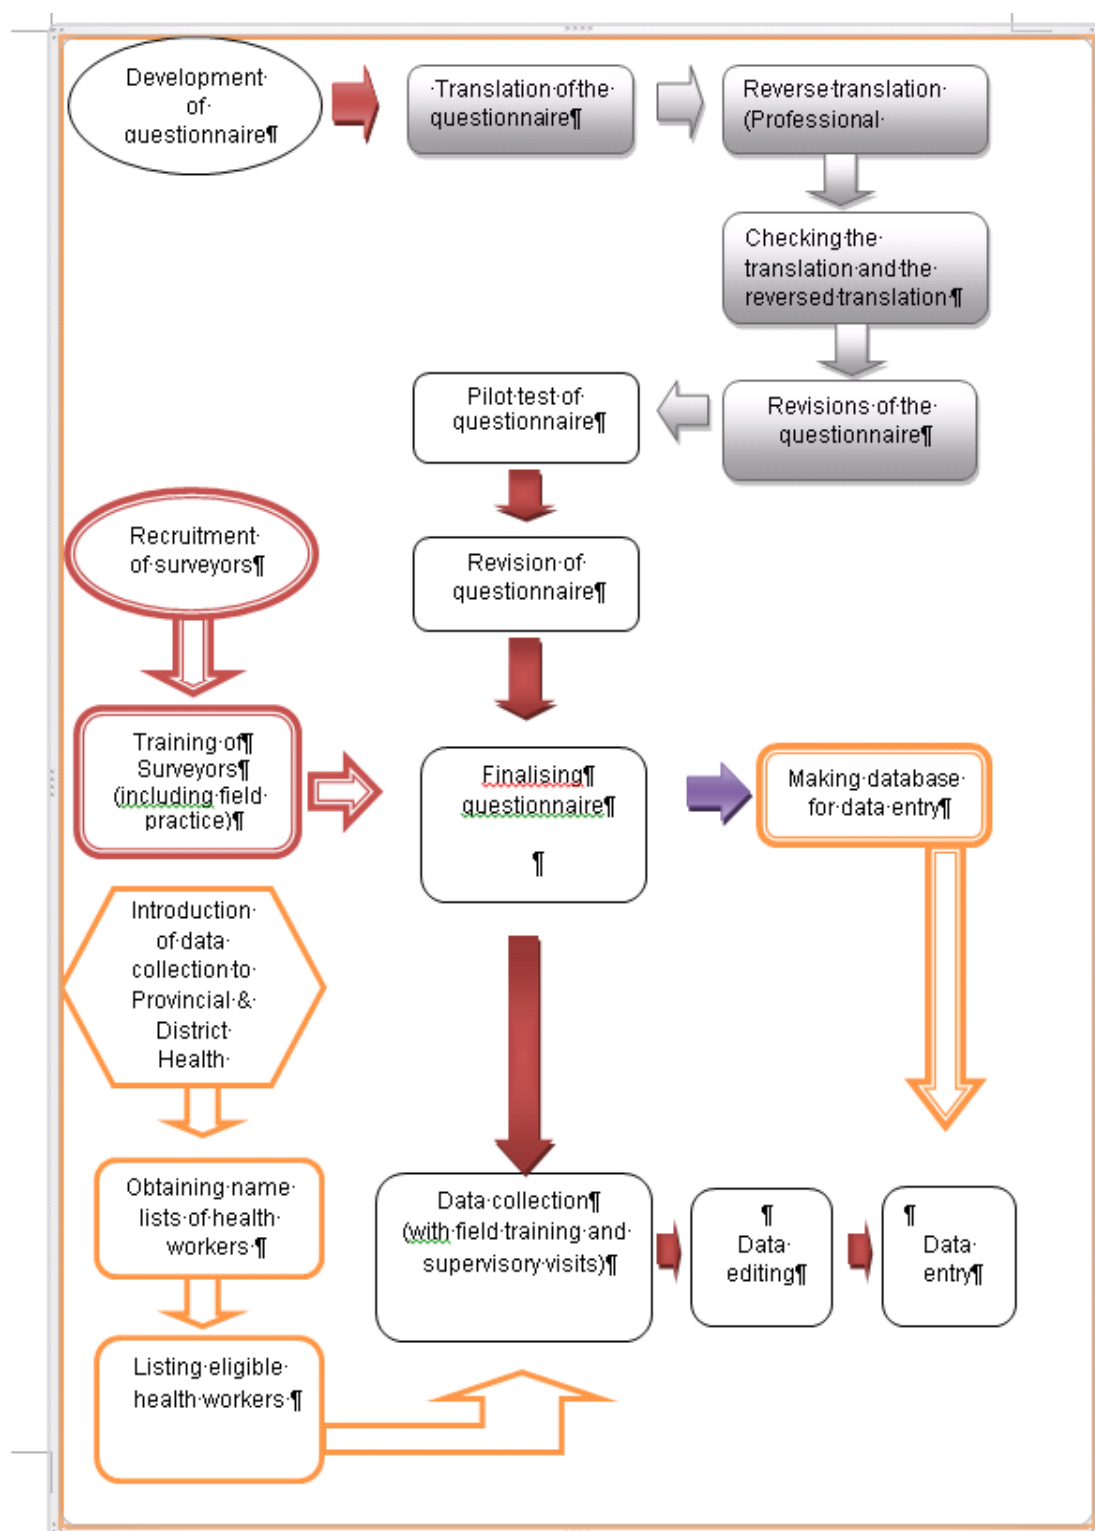 Development·
of·
questionnaire¶
·Translation·of·the·
questionnaire¶
Reverse·translation·
(Professional·
Checking·the·
translation·and·the·
reversed·translation·¶
Pilot·test·of·
questionnaire¶
Revisions·of·the·
questionnaire¶
Recruitment·
of·surveyors¶
Revision·of·
questionnaire¶
Training·of¶
Surveyors¶
(including·field·
practice)¶
Finalising¶
questionnaire¶
¶
Making·database·
for·data·entry¶
Introduction·
of·data·
collection·to·
Provincial·&·
District·
Health·
Obtaining·name·
lists·of·health·
workers·¶
Data·collection¶
(with·field·training·and·
supervisory·visits)¶
¶
Data·
editing¶
¶
Data·
entry¶
Listing·eligible·
health·workers·¶